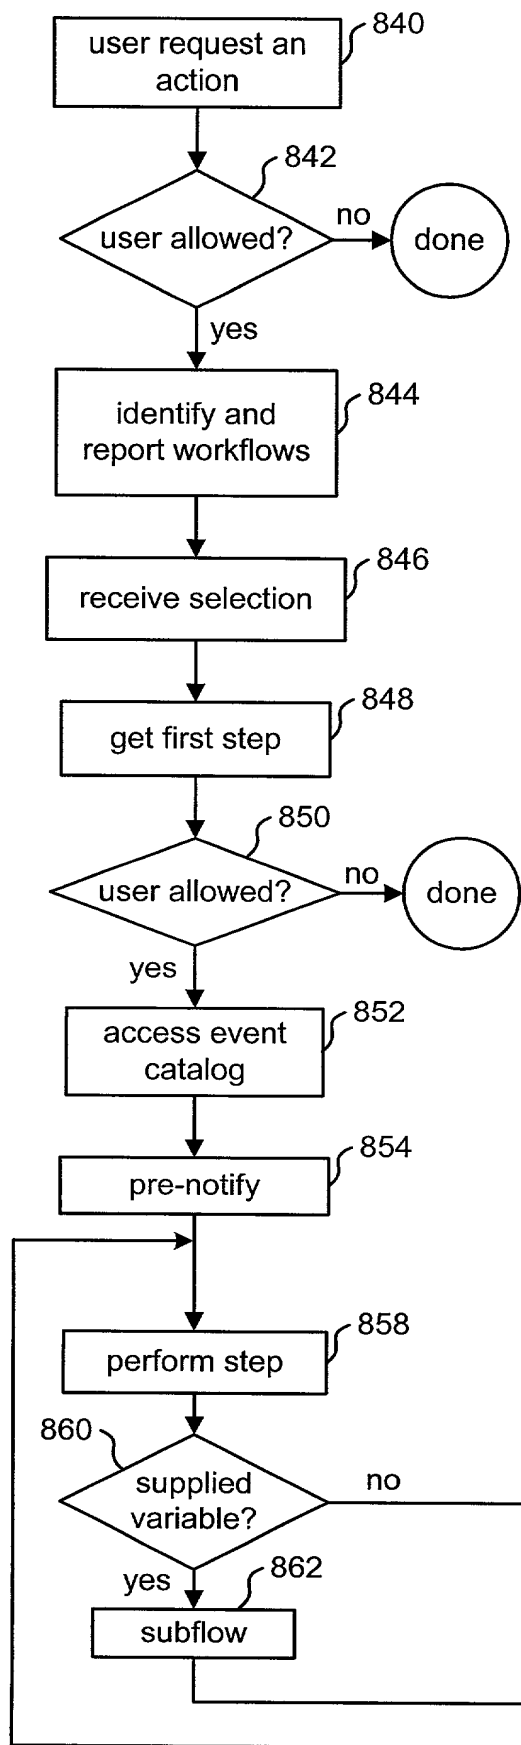 840
user request an
action
842
user allowed?
no
done
yes
844
identify and
report workflows
846
receive selection
848
get first step
850
user allowed?
no
done
yes
852
access event
catalog
854
pre-notify
858
perform step
860
supplied
variable?
no
yes
862
subflow